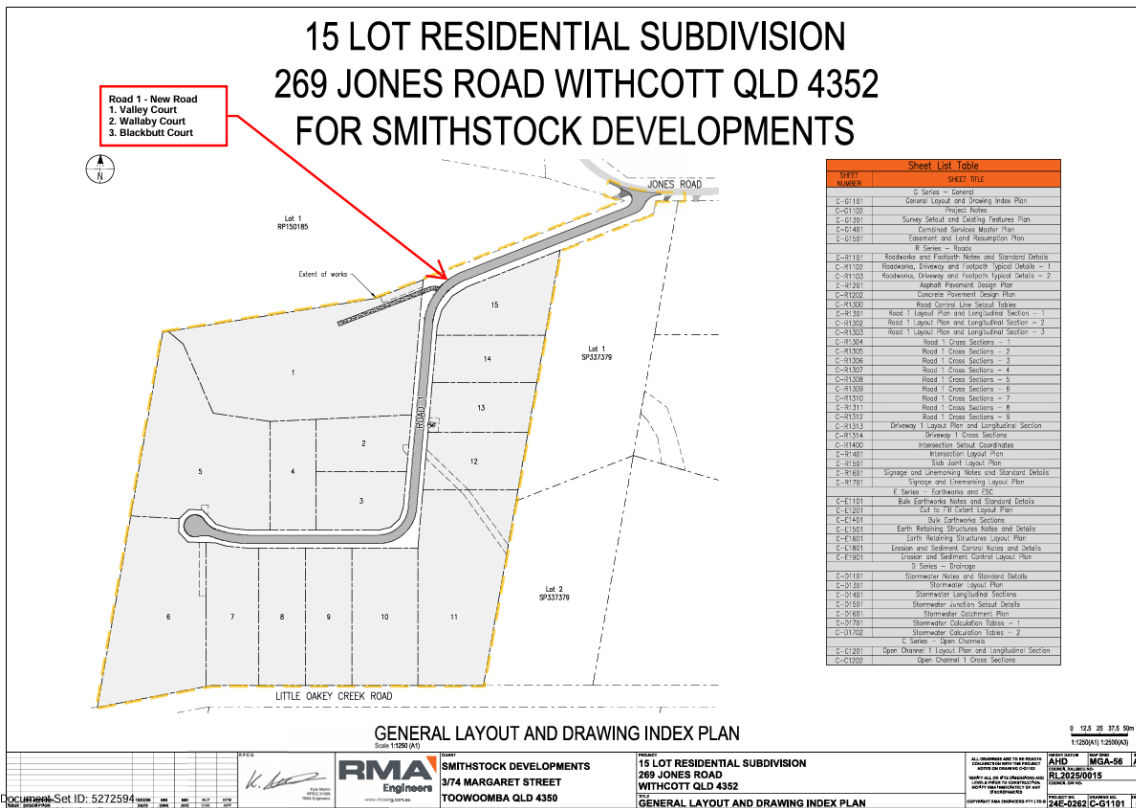 15 LOT RESIDENTIAL SUBDIVISION
269 JONES ROAD WITHCOTT QLD 4352
FOR SMITHSTOCK DEVELOPMENTS
Road 1 - New Road
1. Valley Court
2. Wallaby Court
3. Blackbutt Court
N
JONES ROAD
Lot 1
RP150185
Extent of works
15
14
13
12
1
2
3
4
5
ROAD 1
Lot 1
SP337379
Lot 2
SP337379
6
7
8
9
10
11
LITTLE OAKEY CREEK ROAD
Sheet List Table
SHEET NUMBER SHEET TITLE
G Series - General
C-G1101 General Layout and Drawing Index Plan
C-G1102 Project Notes
C-G1301 Survey Setout and Existing Features Plan
C-G1401 Combined Services Master Plan
C-G1501 Easement and Land Resumption Plan
R Series - Roads
C-R1101 Roadworks and Footpath Notes and Standard Details
C-R1102 Roadworks, Driveway and Footpath Typical Details - 1
C-R1103 Roadworks, Driveway and Footpath Typical Details - 2
C-R1201 Asphalt Pavement Design Plan
C-R1202 Concrete Pavement Design Plan
C-R1300 Road Control Line Setout Tables
C-R1301 Road 1 Layout Plan and Longitudinal Section - 1
C-R1302 Road 1 Layout Plan and Longitudinal Section - 2
C-R1303 Road 1 Layout Plan and Longitudinal Section - 3
C-R1304 Road 1 Cross Sections - 1
C-R1305 Road 1 Cross Sections - 2
C-R1306 Road 1 Cross Sections - 3
C-R1307 Road 1 Cross Sections - 4
C-R1308 Road 1 Cross Sections - 5
C-R1309 Road 1 Cross Sections - 6
C-R1310 Road 1 Cross Sections - 7
C-R1311 Road 1 Cross Sections - 8
C-R1312 Road 1 Cross Sections - 9
C-R1313 Driveway 1 Layout Plan and Longitudinal Section
C-R1314 Driveway 1 Cross Sections
C-R1400 Intersection Setout Coordinates
C-R1401 Intersection Layout Plan
C-R1501 Slab Joint Layout Plan
C-R1601 Signage and Linemarking Notes and Standard Details
C-R1701 Signage and Linemarking Layout Plan
E Series - Earthworks and ESC
C-E1101 Bulk Earthworks Notes and Standard Details
C-E1201 Cut to Fill Extent Layout Plan
C-E1401 Bulk Earthworks Sections
C-E1501 Earth Retaining Structures Notes and Details
C-E1601 Earth Retaining Structures Layout Plan
C-E1801 Erosion and Sediment Control Notes and Details
C-E1901 Erosion and Sediment Control Layout Plan
D Series - Drainage
C-D1101 Stormwater Notes and Standard Details
C-D1301 Stormwater Layout Plan
C-D1401 Stormwater Longitudinal Sections
C-D1501 Stormwater Junction Setout Details
C-D1601 Stormwater Catchment Plan
C-D1701 Stormwater Calculation Tables - 1
C-D1702 Stormwater Calculation Tables - 2
C Series - Open Channels
C-C1201 Open Channel 1 Layout Plan and Longitudinal Section
C-C1202 Open Channel 1 Cross Sections
GENERAL LAYOUT AND DRAWING INDEX PLAN
Scale 1:1250 (A1)
0 12.5 25 37.5 50m
1:1250(A1) 1:2500(A3)
Document Set ID: 5272594
R.P.E.Q.
RMA
Engineers
www.rmaeng.com.au
CLIENT
SMITHSTOCK DEVELOPMENTS
3/74 MARGARET STREET
TOOWOOMBA QLD 4350
PROJECT
15 LOT RESIDENTIAL SUBDIVISION
269 JONES ROAD
WITHCOTT QLD 4352
TITLE
GENERAL LAYOUT AND DRAWING INDEX PLAN
HEIGHT DATUM MAP GRID
AHD MGA-56
RL2025/0015
PROJECT NO. DRAWING NO.
24E-0262 C-G1101